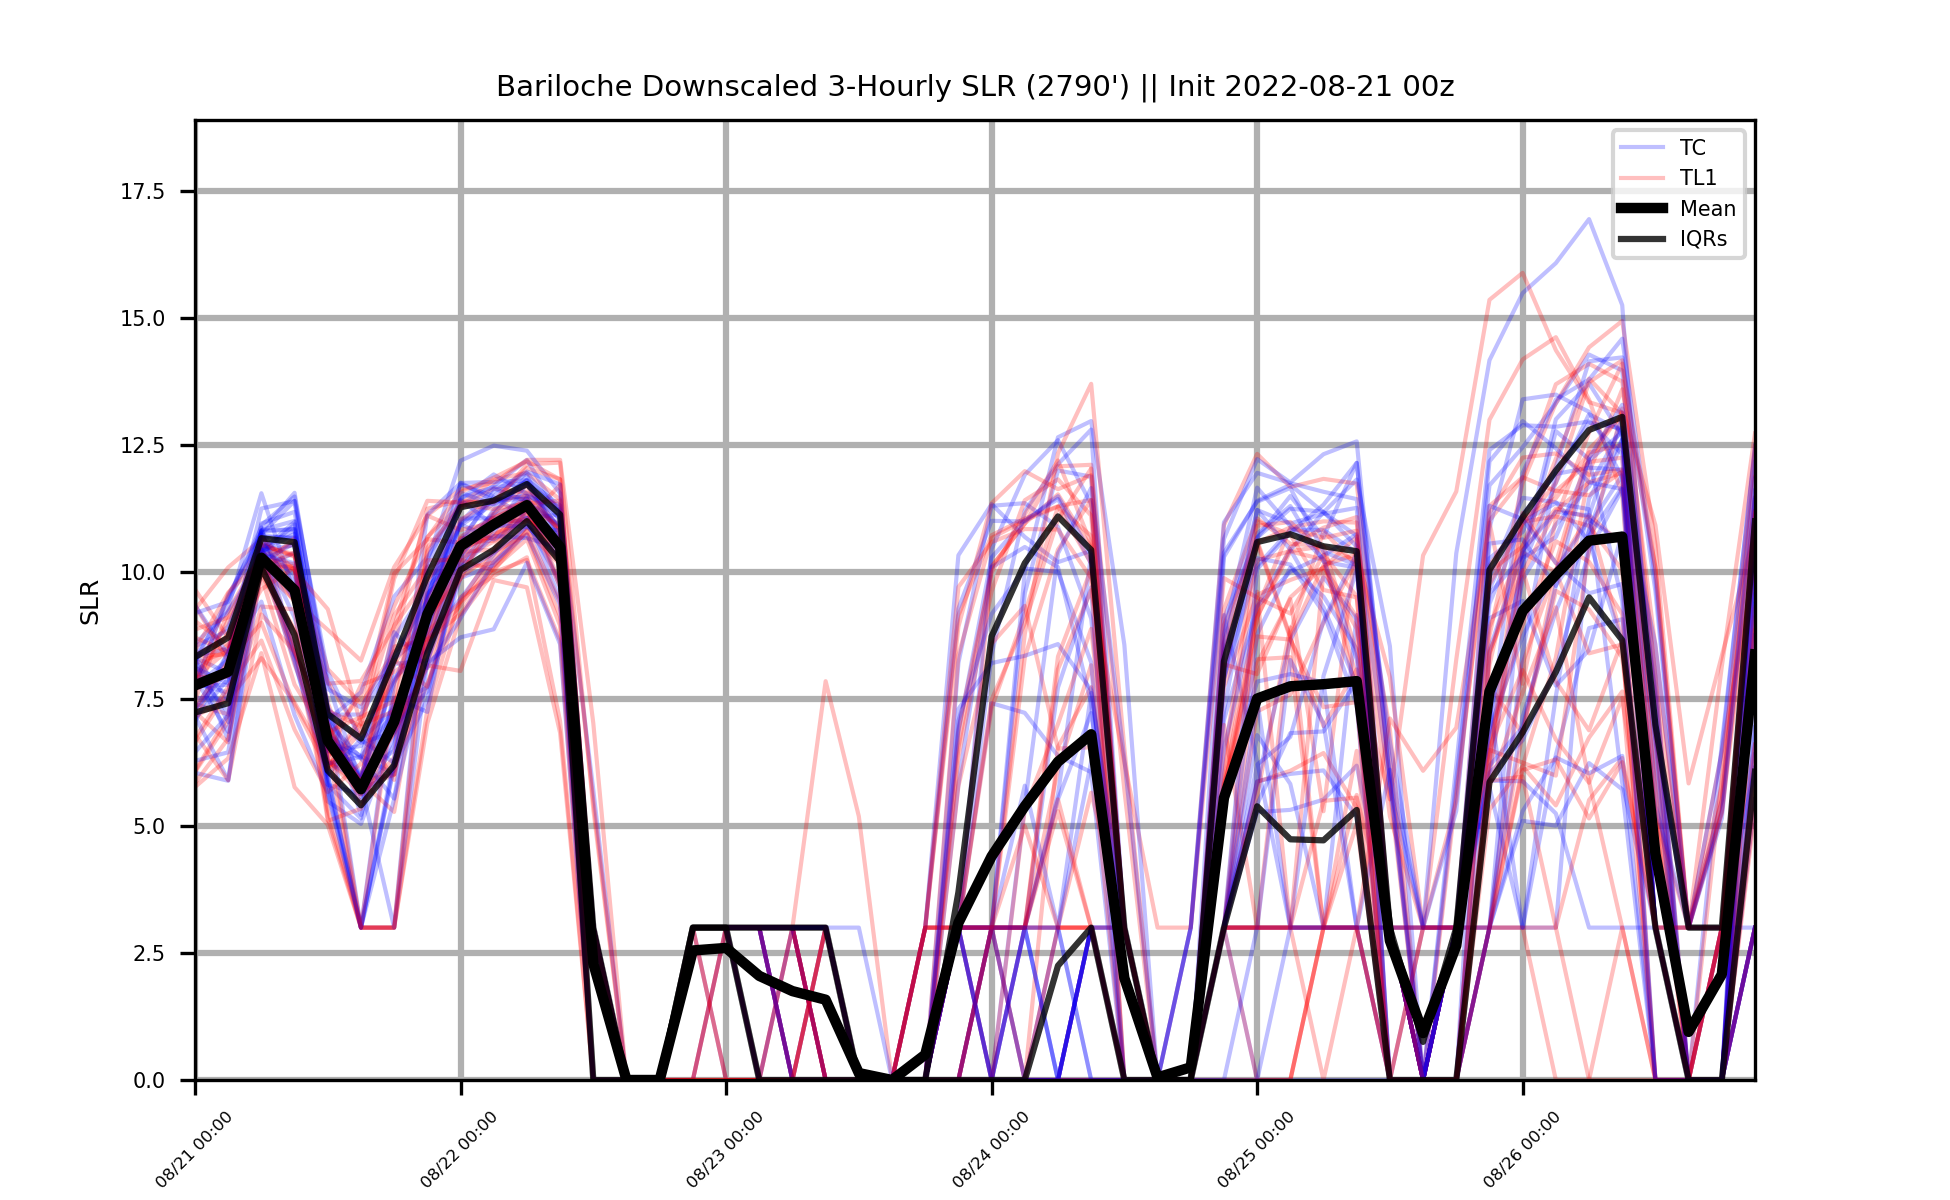 Bariloche Downscaled 3-Hourly SLR (2790') || Init 2022-08-21 00z
TC
TL1
Mean
IQRs
SLR
17.5
15.0
12.5
10.0
7.5
5.0
2.5
0.0
08/21 00:00
08/22 00:00
08/23 00:00
08/24 00:00
08/25 00:00
08/26 00:00